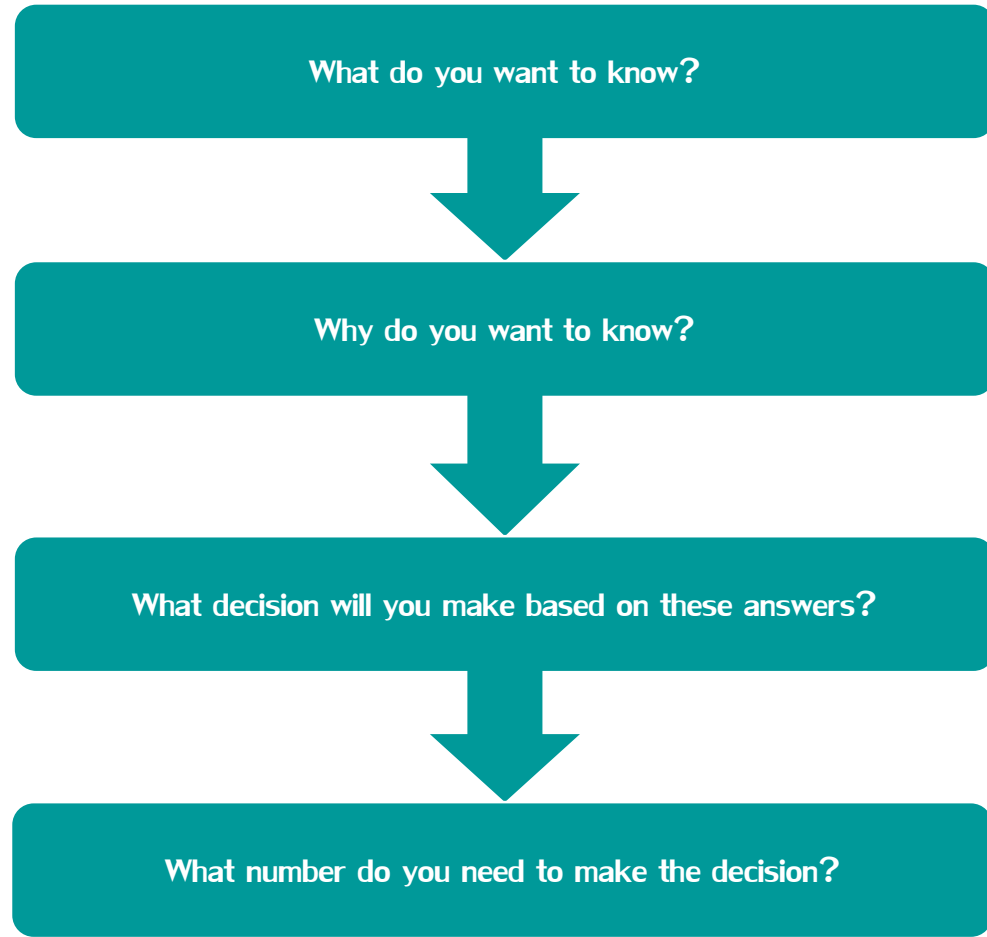 What do you want to know?
Why do you want to know?
What decision will you make based on these answers?
What number do you need to make the decision?